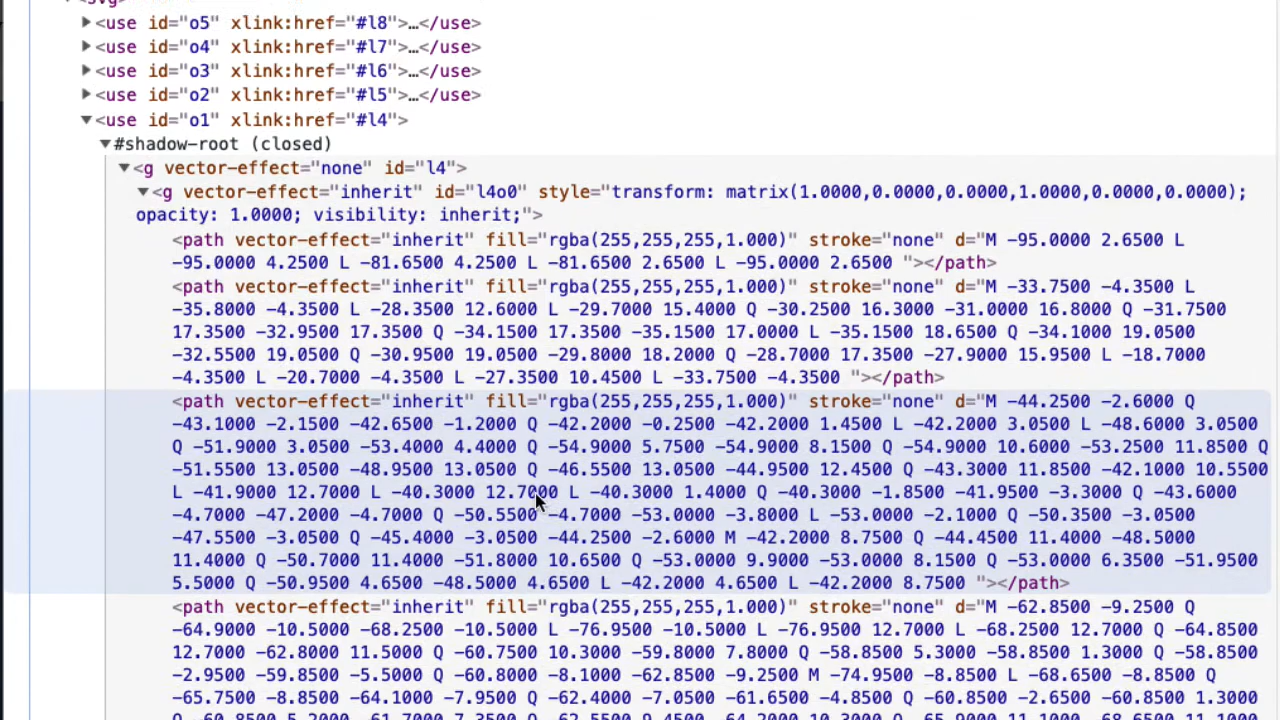 <svg>
<use id="o5" xlink:href="#l8">…</use>
<use id="o4" xlink:href="#l7">…</use>
<use id="o3" xlink:href="#l6">…</use>
<use id="o2" xlink:href="#l5">…</use>
<use id="o1" xlink:href="#l4">
#shadow-root (closed)
<g vector-effect="none" id="l4">
<g vector-effect="inherit" id="l4o0" style="transform: matrix(1.0000,0.0000,0.0000,1.0000,0.0000,0.0000);
opacity: 1.0000; visibility: inherit;">
<path vector-effect="inherit" fill="rgba(255,255,255,1.000)" stroke="none" d="M -95.0000 2.6500 L
-95.0000 4.2500 L -81.6500 4.2500 L -81.6500 2.6500 L -95.0000 2.6500 "></path>
<path vector-effect="inherit" fill="rgba(255,255,255,1.000)" stroke="none" d="M -33.7500 -4.3500 L
-35.8000 -4.3500 L -28.3500 12.6000 L -29.7000 15.4000 Q -30.2500 16.3000 -31.0000 16.8000 Q -31.7500
17.3500 -32.9500 17.3500 Q -34.1500 17.3500 -35.1500 17.0000 L -35.1500 18.6500 Q -34.1000 19.0500
-32.5500 19.0500 Q -30.9500 19.0500 -29.8000 18.2000 Q -28.7000 17.3500 -27.9000 15.9500 L -18.7000
-4.3500 L -20.7000 -4.3500 L -27.3500 10.4500 L -33.7500 -4.3500 "></path>
<path vector-effect="inherit" fill="rgba(255,255,255,1.000)" stroke="none" d="M -44.2500 -2.6000 Q
-43.1000 -2.1500 -42.6500 -1.2000 Q -42.2000 -0.2500 -42.2000 1.4500 L -42.2000 3.0500 L -48.6000 3.0500
Q -51.9000 3.0500 -53.4000 4.4000 Q -54.9000 5.7500 -54.9000 8.1500 Q -54.9000 10.6000 -53.2500 11.8500 Q
-51.5500 13.0500 -48.9500 13.0500 Q -46.5500 13.0500 -44.9500 12.4500 Q -43.3000 11.8500 -42.1000 10.5500
L -41.9000 12.7000 L -40.3000 12.7000 L -40.3000 1.4000 Q -40.3000 -1.8500 -41.9500 -3.3000 Q -43.6000
-4.7000 -47.2000 -4.7000 Q -50.5500 -4.7000 -53.0000 -3.8000 L -53.0000 -2.1000 Q -50.3500 -3.0500
-47.5500 -3.0500 Q -45.4000 -3.0500 -44.2500 -2.6000 M -42.2000 8.7500 Q -44.4500 11.4000 -48.5000
11.4000 Q -50.7000 11.4000 -51.8000 10.6500 Q -53.0000 9.9000 -53.0000 8.1500 Q -53.0000 6.3500 -51.9500
5.5000 Q -50.9500 4.6500 -48.5000 4.6500 L -42.2000 4.6500 L -42.2000 8.7500 "></path>
<path vector-effect="inherit" fill="rgba(255,255,255,1.000)" stroke="none" d="M -62.8500 -9.2500 Q
-64.9000 -10.5000 -68.2500 -10.5000 L -76.9500 -10.5000 L -76.9500 12.7000 L -68.2500 12.7000 Q -64.8500
12.7000 -62.8000 11.5000 Q -60.7500 10.3000 -59.8000 7.8000 Q -58.8500 5.3000 -58.8500 1.3000 Q -58.8500
-2.9500 -59.8500 -5.5000 Q -60.8000 -8.1000 -62.8500 -9.2500 M -74.9500 -8.8500 L -68.6500 -8.8500 Q
-65.7500 -8.8500 -64.1000 -7.9500 Q -62.4000 -7.0500 -61.6500 -4.8500 Q -60.8500 -2.6500 -60.8500 1.3000
Q -60.8500 5.2000 -61.7000 7.3500 Q -62.5500 9.4500 -64.2000 10.3000 Q -65.9000 11.1000 -68.6500 11.1000